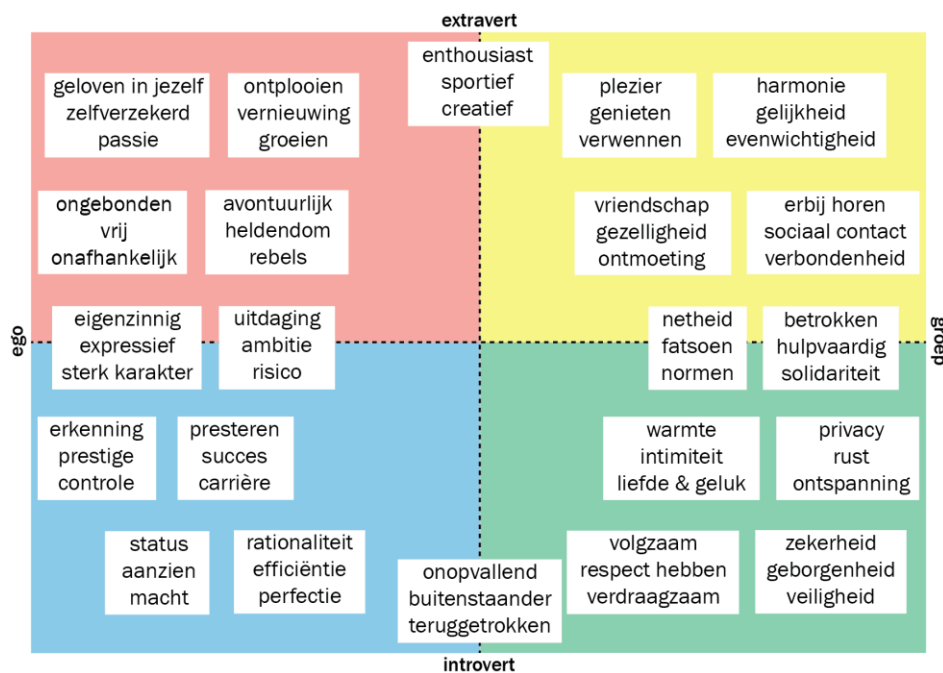 extravert
enthousiast
sportief
creatief
geloven in jezelf
zelfverzekerd
passie
ontplooien
vernieuwing
groeien
plezier
genieten
verwennen
harmonie
gelijkheid
evenwichtigheid
ongebonden
vrij
onafhankelijk
avontuurlijk
heldendom
rebels
vriendschap
gezelligheid
ontmoeting
erbij horen
sociaal contact
verbondenheid
ego
eigenzinnig
expressief
sterk karakter
uitdaging
ambitie
risico
netheid
fatsoen
normen
betrokken
hulpvaardig
solidariteit
groep
erkenning
prestige
controle
presteren
succes
carrière
warmte
intimiteit
liefde & geluk
privacy
rust
ontspanning
status
aanzien
macht
rationaliteit
efficiëntie
perfectie
onopvallend
buitenstaander
teruggetrokken
volgzaam
respect hebben
verdraagzaam
zekerheid
geborgenheid
veiligheid
introvert